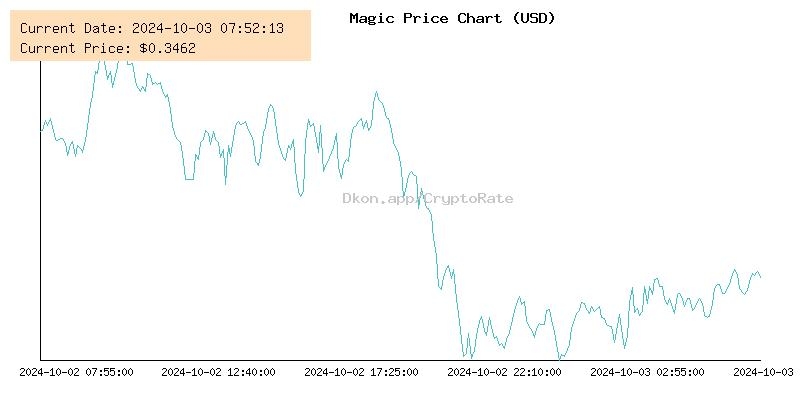 Magic Price Chart (USD)
Current Date: 2024-10-03 07:52:13
Current Price: $0.3462
Dkon.app/CryptoRate
2024-10-02 07:55:00 2024-10-02 12:40:00 2024-10-02 17:25:00 2024-10-02 22:10:00 2024-10-03 02:55:00 2024-10-03